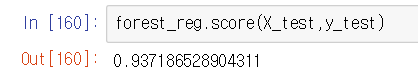 In [160]: forest_reg.score(X_test,y_test)
Out[160]: 0.937186528904311